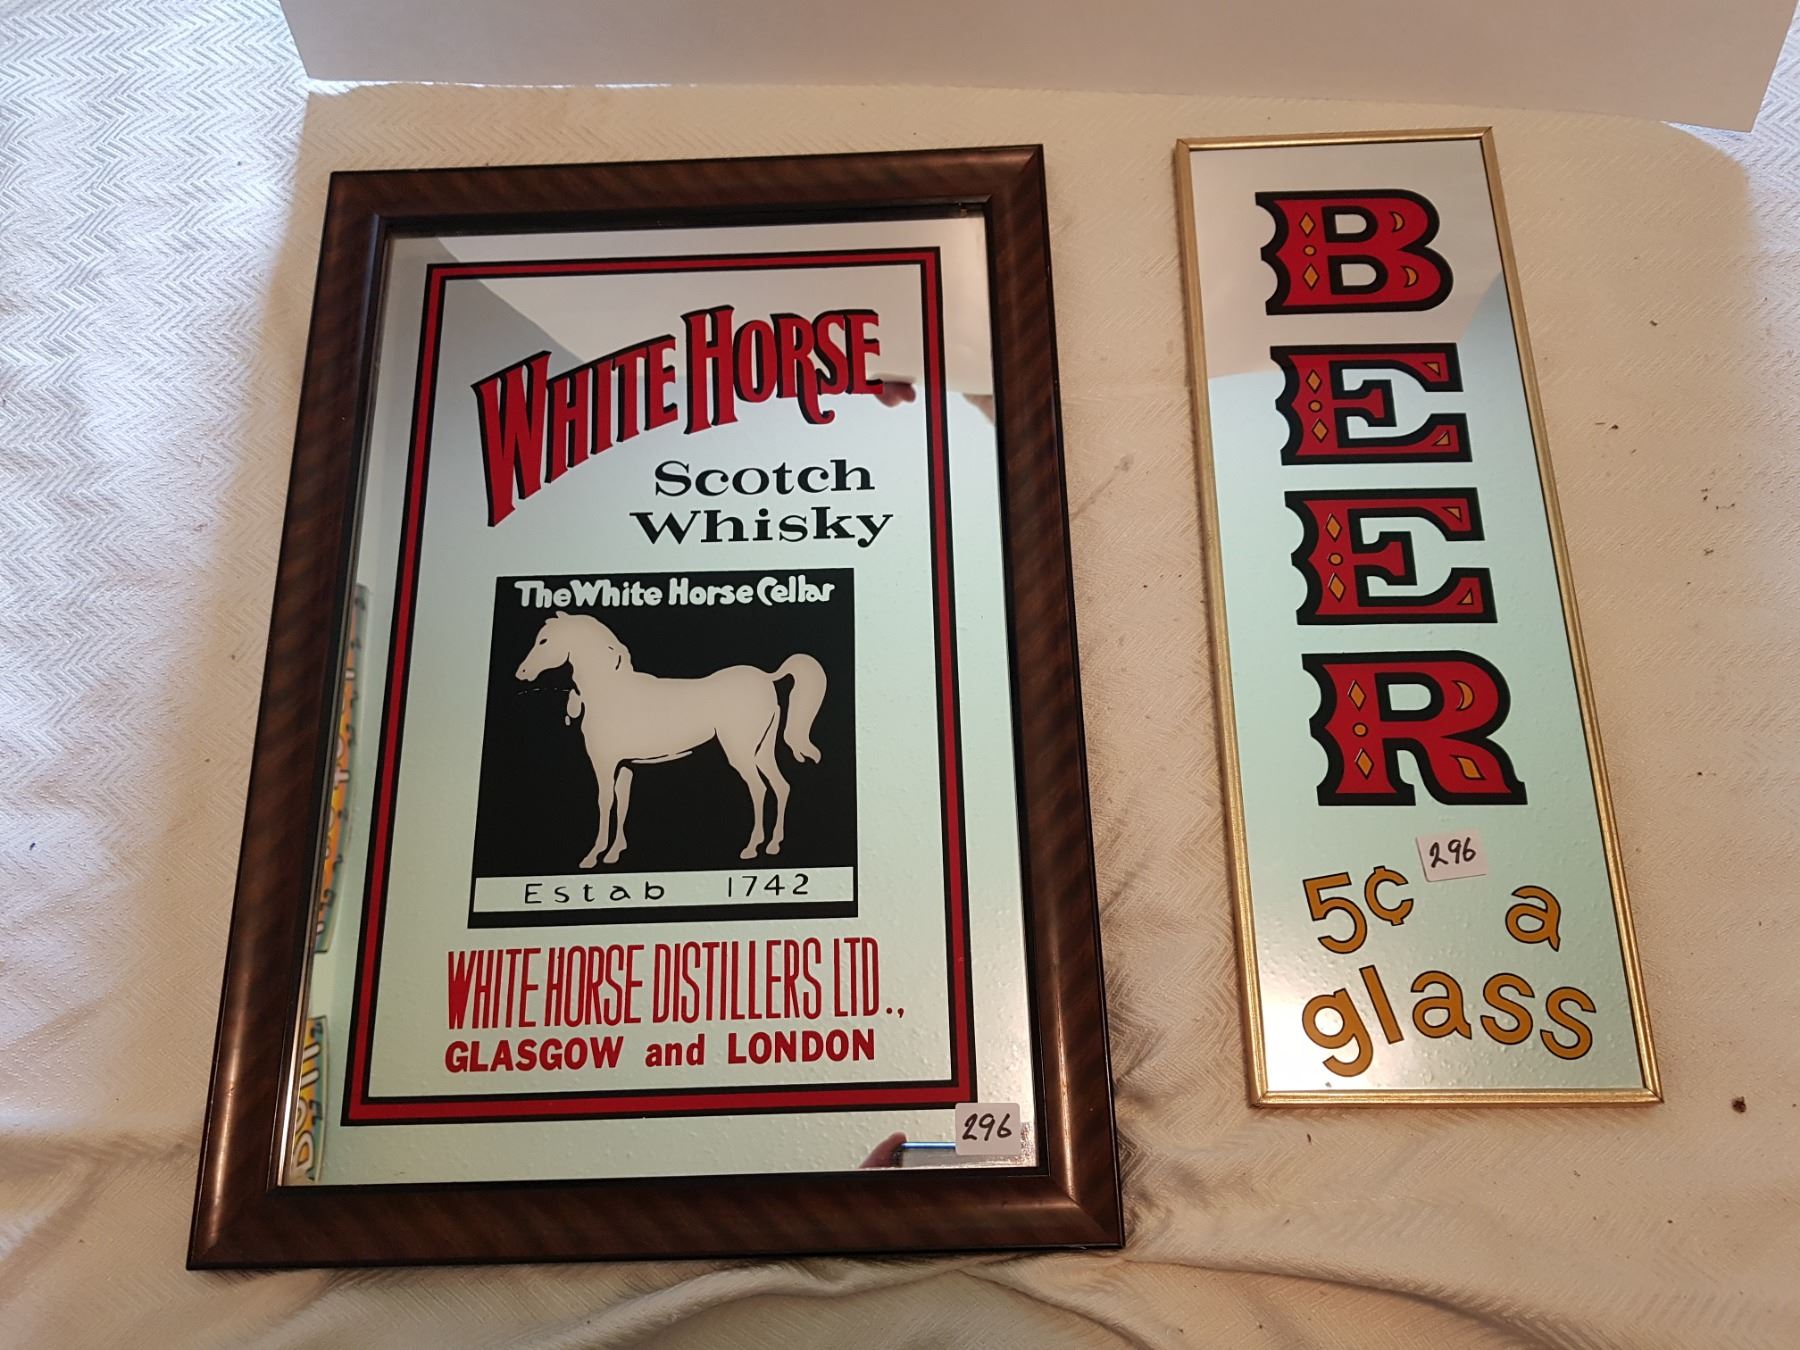 WHITE HORSE
Scotch
Whisky
The White Horse Cellar
Estab 1742
WHITE HORSE DISTILLERS LTD.,
GLASGOW and LONDON
296
BEER
296
5¢ a
glass